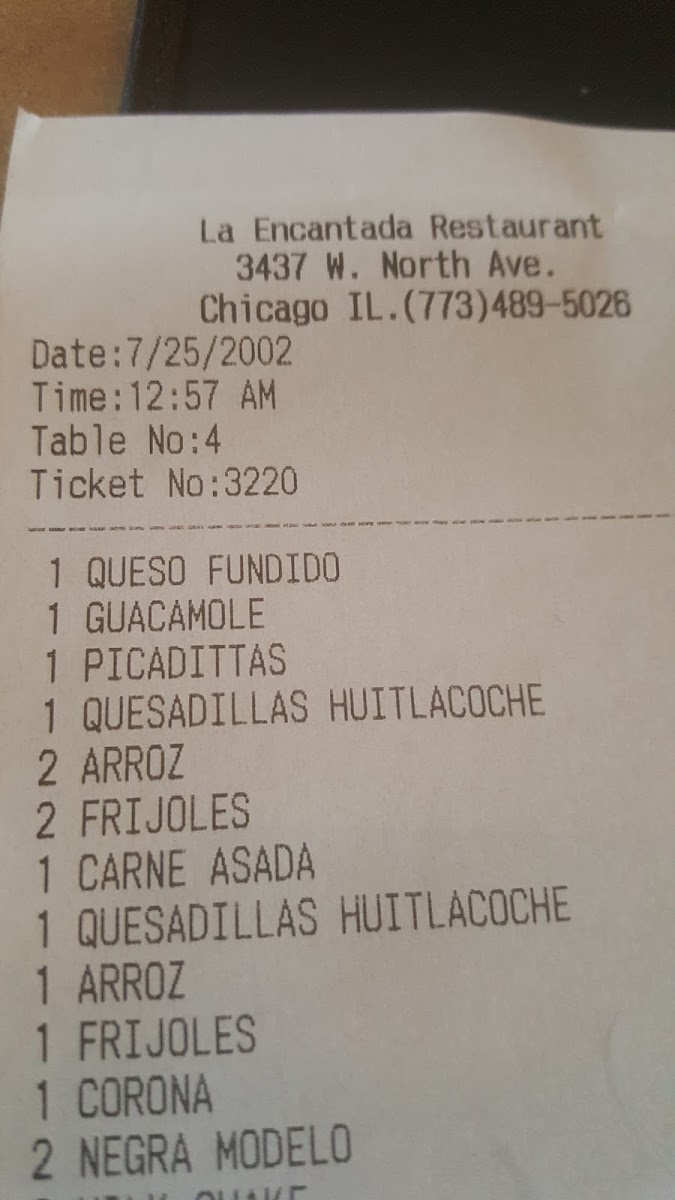 La Encantada Restaurant
3437 W. North Ave.
Chicago IL.(773)489-5026
Date:7/25/2002
Time:12:57 AM
Table No:4
Ticket No:3220
1 QUESO FUNDIDO
1 GUACAMOLE
1 PICADITTAS
1 QUESADILLAS HUITLACOCHE
2 ARROZ
2 FRIJOLES
1 CARNE ASADA
1 QUESADILLAS HUITLACOCHE
1 ARROZ
1 FRIJOLES
1 CORONA
2 NEGRA MODELO